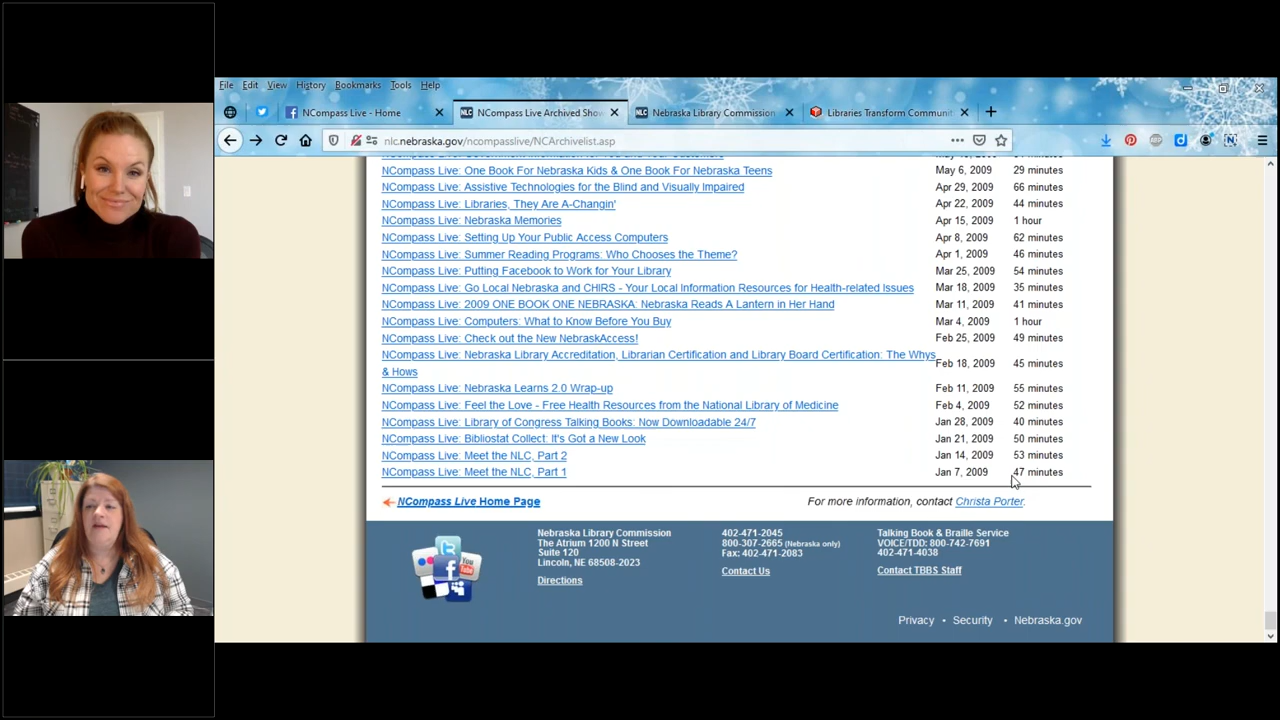 File Edit View History Bookmarks Tools Help
NCompass Live - Home
NCompass Live Archived Show
Nebraska Library Commission
Libraries Transform Communit
nlc.nebraska.gov/ncompasslive/NCArchivelist.asp
NCompass Live: One Book For Nebraska Kids & One Book For Nebraska Teens May 6, 2009 29 minutes
NCompass Live: Assistive Technologies for the Blind and Visually Impaired Apr 29, 2009 66 minutes
NCompass Live: Libraries, They Are A-Changin' Apr 22, 2009 44 minutes
NCompass Live: Nebraska Memories Apr 15, 2009 1 hour
NCompass Live: Setting Up Your Public Access Computers Apr 8, 2009 62 minutes
NCompass Live: Summer Reading Programs: Who Chooses the Theme? Apr 1, 2009 46 minutes
NCompass Live: Putting Facebook to Work for Your Library Mar 25, 2009 54 minutes
NCompass Live: Go Local Nebraska and CHIRS - Your Local Information Resources for Health-related Issues Mar 18, 2009 35 minutes
NCompass Live: 2009 ONE BOOK ONE NEBRASKA: Nebraska Reads A Lantern in Her Hand Mar 11, 2009 41 minutes
NCompass Live: Computers: What to Know Before You Buy Mar 4, 2009 1 hour
NCompass Live: Check out the New NebraskAccess! Feb 25, 2009 49 minutes
NCompass Live: Nebraska Library Accreditation, Librarian Certification and Library Board Certification: The Whys
& Hows Feb 18, 2009 45 minutes
NCompass Live: Nebraska Learns 2.0 Wrap-up Feb 11, 2009 55 minutes
NCompass Live: Feel the Love - Free Health Resources from the National Library of Medicine Feb 4, 2009 52 minutes
NCompass Live: Library of Congress Talking Books: Now Downloadable 24/7 Jan 28, 2009 40 minutes
NCompass Live: Bibliostat Collect: It's Got a New Look Jan 21, 2009 50 minutes
NCompass Live: Meet the NLC, Part 2 Jan 14, 2009 53 minutes
NCompass Live: Meet the NLC, Part 1 Jan 7, 2009 47 minutes
NCompass Live Home Page For more information, contact Christa Porter.
Nebraska Library Commission
The Atrium 1200 N Street
Suite 120
Lincoln, NE 68508-2023
Directions
402-471-2045
800-307-2665 (Nebraska only)
Fax: 402-471-2083
Contact Us
Talking Book & Braille Service
VOICE/TDD: 800-742-7691
402-471-4038
Contact TBBS Staff
Privacy • Security • Nebraska.gov